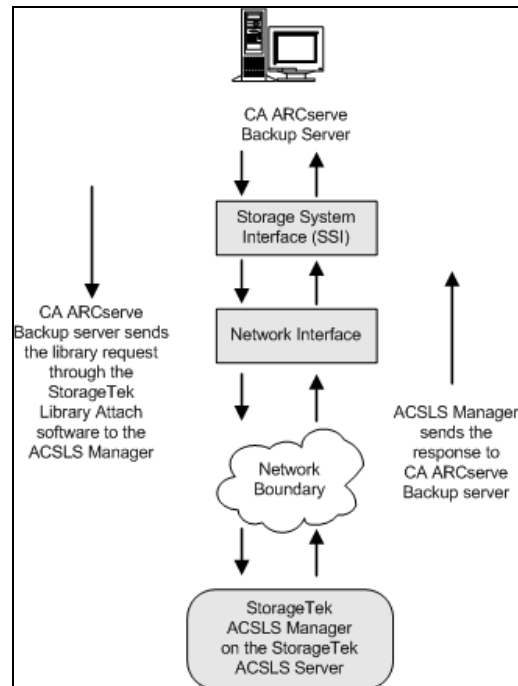 CA ARCserve
Backup Server
Storage System
Interface (SSI)
CA ARCserve
Backup server sends
the library request
through the
StorageTek
Library Attach
software to the
ACSLS Manager
Network Interface
ACSLS Manager
sends the
response to
CA ARCserve
Backup server
Network
Boundary
StorageTek
ACSLS Manager
on the StorageTek
ACSLS Server